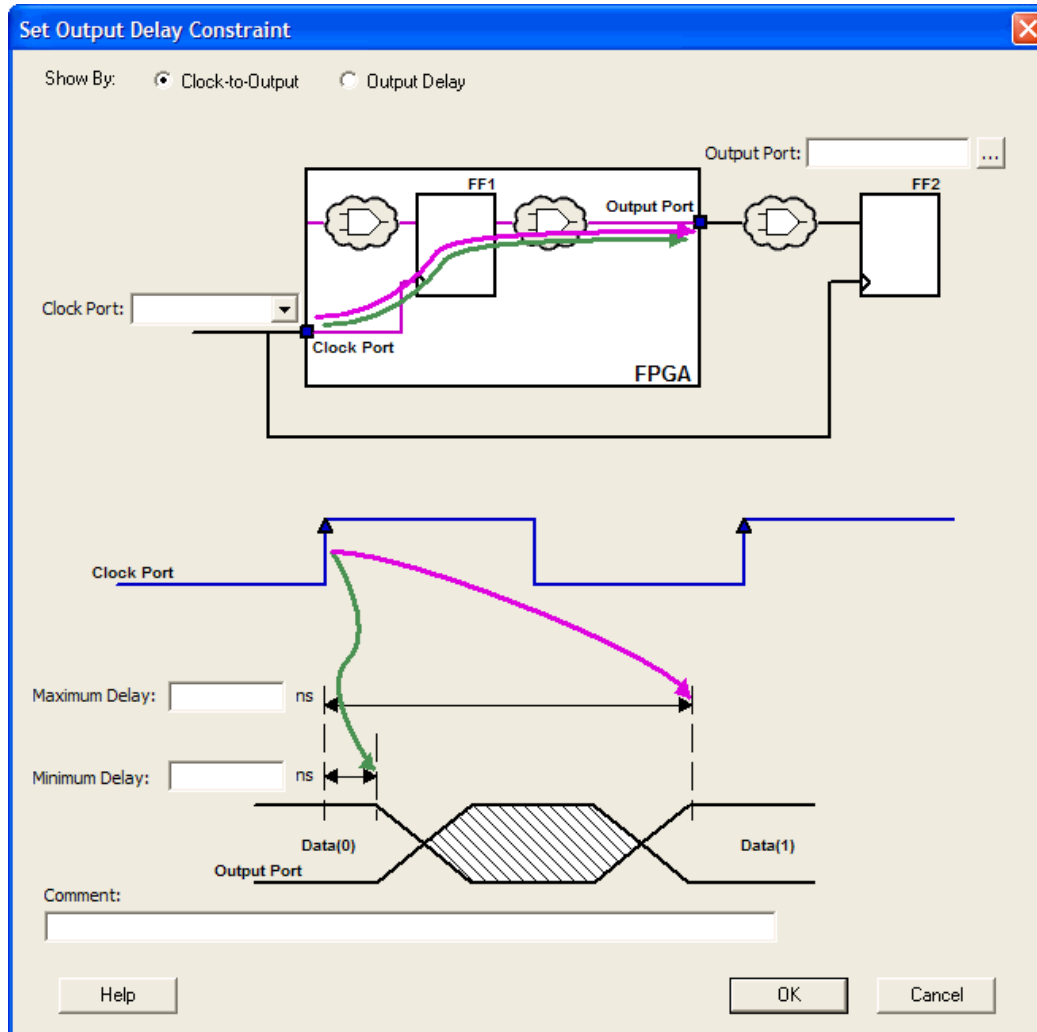 Set Output Delay Constraint
Show By: Clock-to-Output Output Delay
Output Port: ...
FF1
FF2
Output Port
Clock Port:
Clock Port
FPGA
Clock Port
Maximum Delay: ns
Minimum Delay: ns
Data(0) Data(1)
Output Port
Comment:
Help OK Cancel